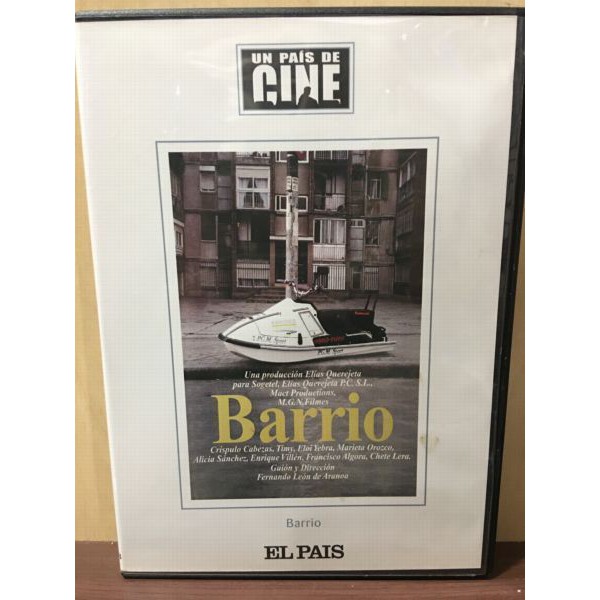 UN PAÍS DE
CINE
Una producción Elías Querejeta
para Sogetel, Elías Querejeta P.C. S.L.,
Mact Productions,
M.G.N.Filmes
Barrio
Críspulo Cabezas, Timy, Eloi Yebra, Marieta Orozco,
Alicia Sánchez, Enrique Villén, Francisco Algora, Chete Lera.
Guión y Dirección
Fernando León de Aranoa
Barrio
EL PAIS